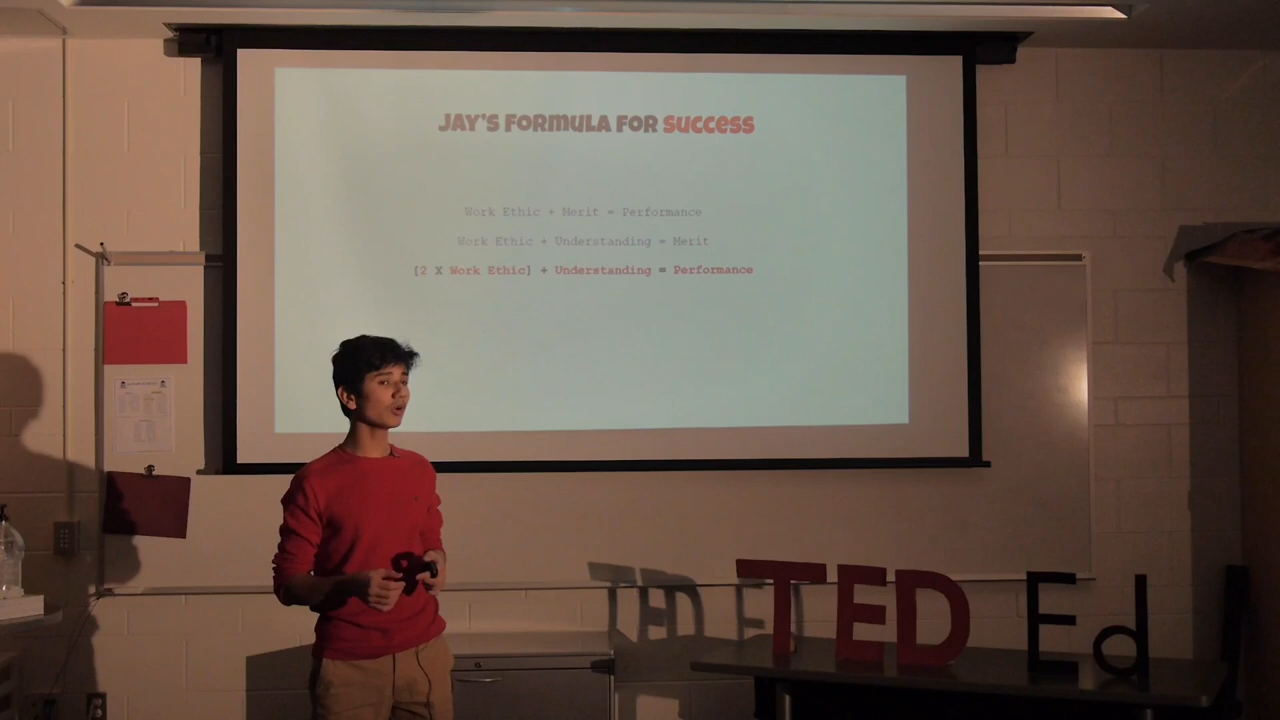 JAY'S FORMULA FOR SUCCESS
Work Ethic + Merit = Performance
Work Ethic + Understanding = Merit
[2 X Work Ethic] + Understanding = Performance
TED Ed